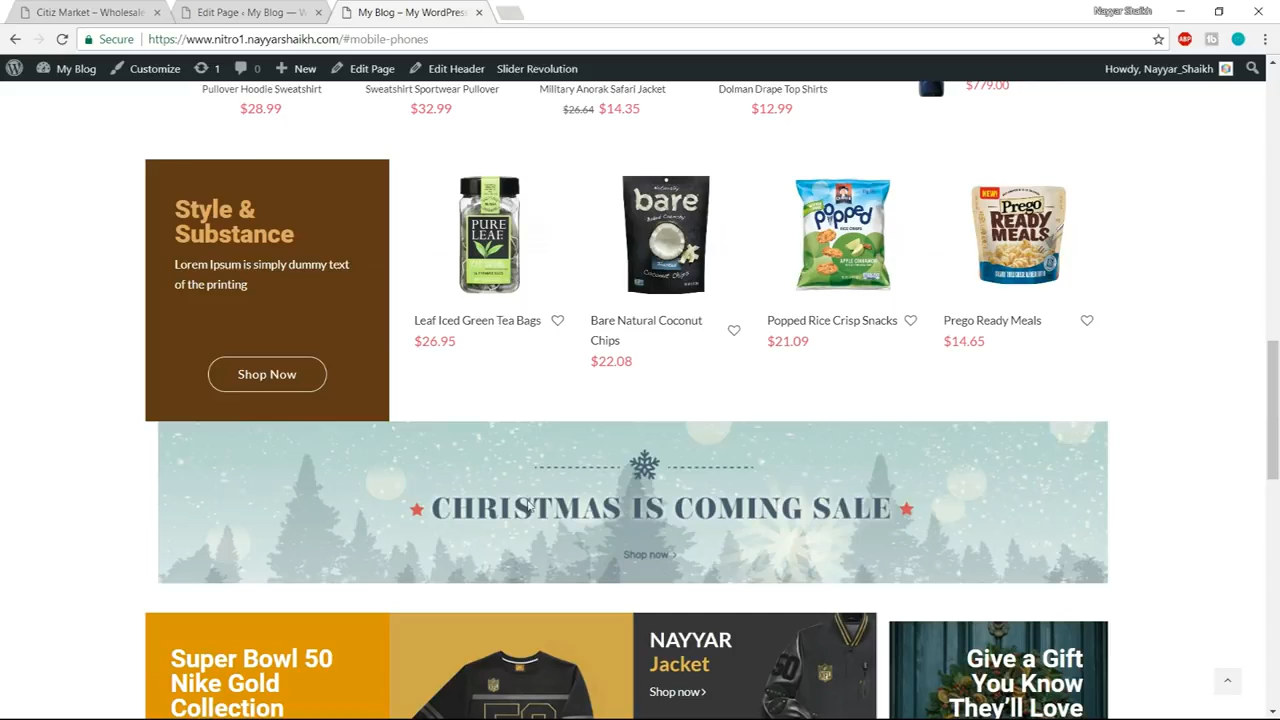 Citiz Market – Wholesale
Edit Page ‹ My Blog — W
My Blog – My WordPress
Nayyar Shaikh
Secure
https://www.nitro1.nayyarshaikh.com/#mobile-phones
ABP
tb
My Blog
Customize
1
0
New
Edit Page
Edit Header
Slider Revolution
Howdy, Nayyar_Shaikh
Pullover Hoodie Sweatshirt
Sweatshirt Sportwear Pullover
Military Anorak Safari Jacket
Dolman Drape Top Shirts
$779.00
$28.99
$32.99
$26.64 $14.35
$12.99
Style &
Substance
Lorem Ipsum is simply dummy text
of the printing
Shop Now
PURE
LEAF
bare
Coconut Chips
popped
NEW!
Prego
READY
MEALS
Leaf Iced Green Tea Bags
$26.95
Bare Natural Coconut
Chips
$22.08
Popped Rice Crisp Snacks
$21.09
Prego Ready Meals
$14.65
CHRISTMAS IS COMING SALE
Shop now
Super Bowl 50
Nike Gold
Collection
50
NAYYAR
Jacket
Shop now
Give a Gift
You Know
They'll Love